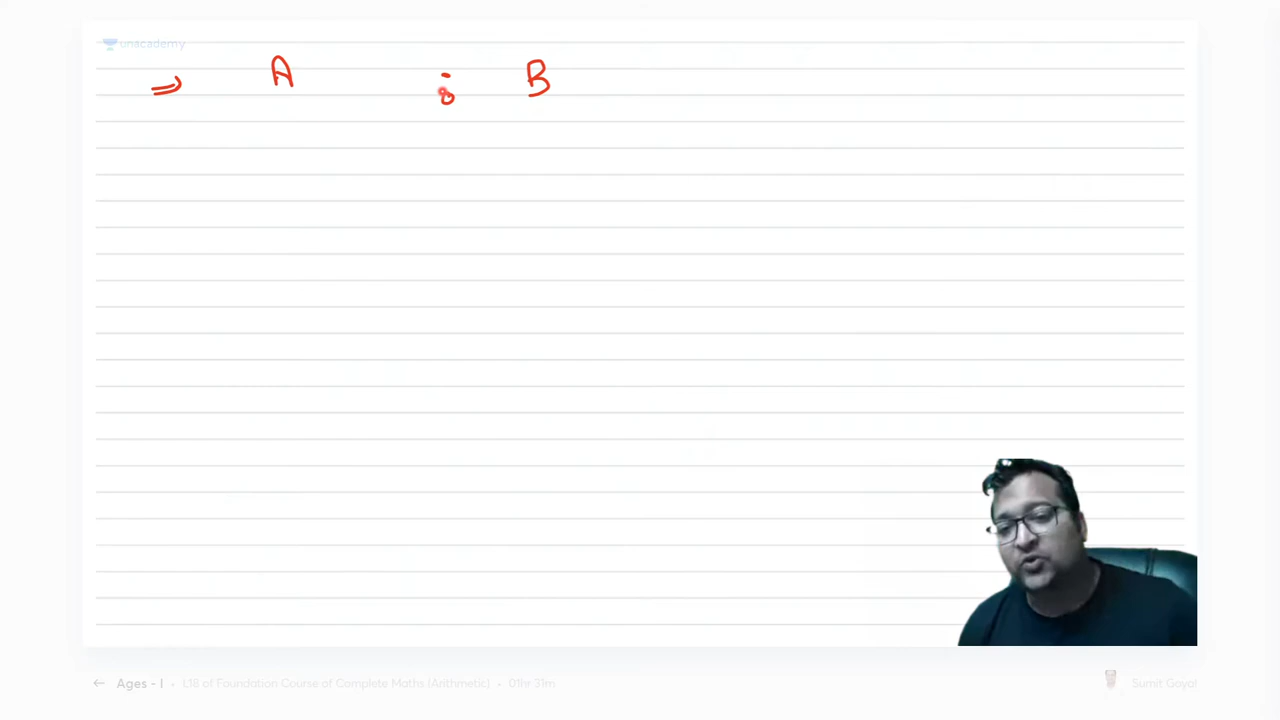 unacademy
⇒ A : B
← Ages - I • L18 of Foundation Course of Complete Maths (Arithmetic) • 01hr 31m
Sumit Goyal